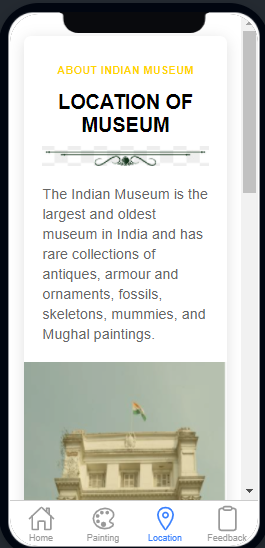 ABOUT INDIAN MUSEUM
LOCATION OF
MUSEUM
The Indian Museum is the
largest and oldest
museum in India and has
rare collections of
antiques, armour and
ornaments, fossils,
skeletons, mummies, and
Mughal paintings.
Home
Painting
Location
Feedback